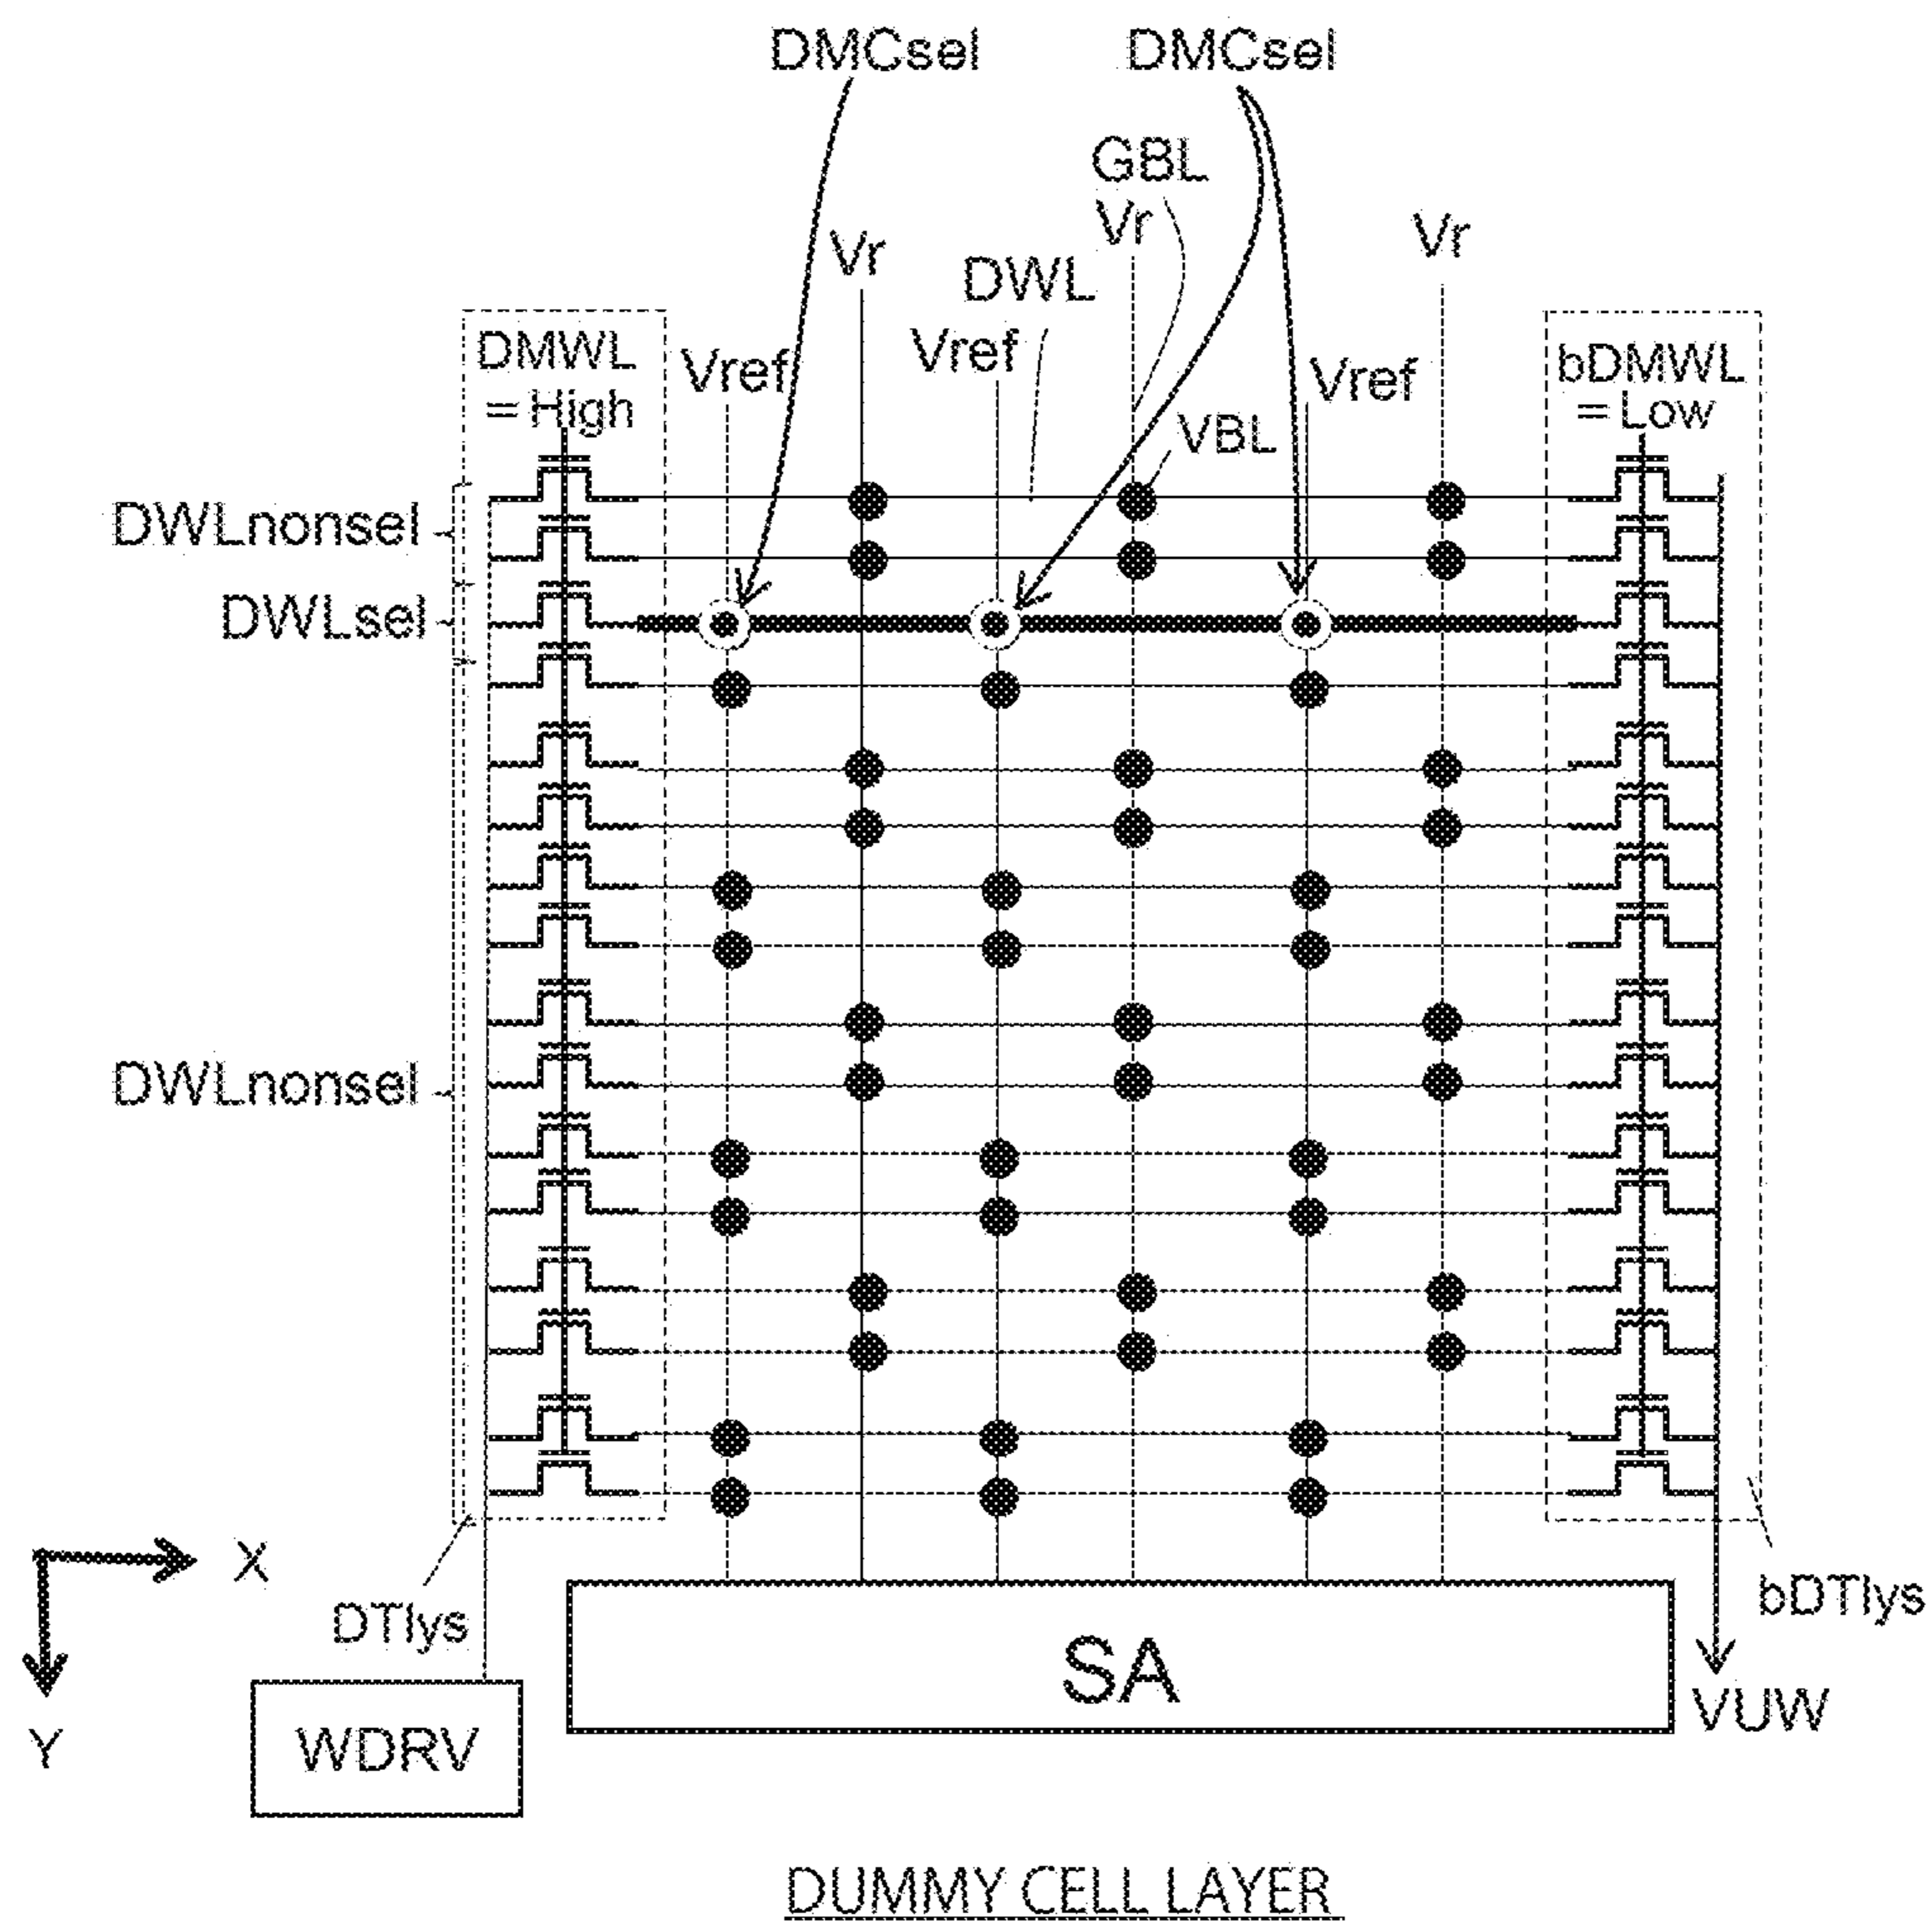 DMCsel DMCsel
GBL
Vr
Vr
Vr
DWL
Vref
DMWL
= High
Vref
Vref
bDMWL
= Low
VBL
DWLnonsel
DWLsel
DWLnonsel
X
Y
DTlys
bDTlys
SA
WDRV
VUW
DUMMY CELL LAYER